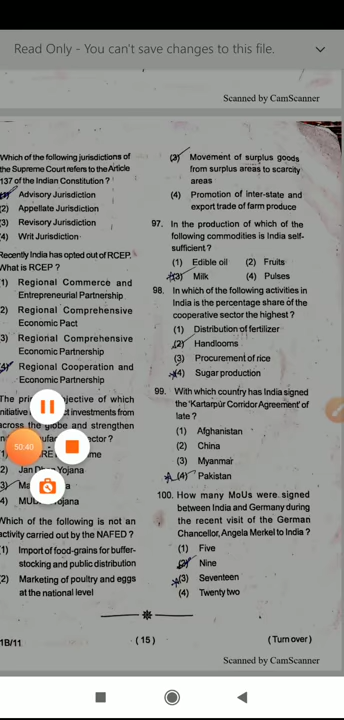 Read Only - You can't save changes to this file.
Scanned by CamScanner
Which of the following jurisdictions of
the Supreme Court refers to the Article
137 of the Indian Constitution ?
Advisory Jurisdiction
(2) Appellate Jurisdiction
(3) Revisory Jurisdiction
(4) Writ Jurisdiction
Recently India has opted out of RCEP.
What is RCEP ?
1) Regional Commerce and
Entrepreneurial Partnership
2) Regional Comprehensive
Economic Pact
3) Regional Comprehensive
Economic Partnership
(4) Regional Cooperation and
Economic Partnership
The objective of which
investments from
across the globe and strengthen
ctor ?
me
2) Jan Yojana
3)
4) MUD Yojana
Which of the following is not an
activity carried out by the NAFED ?
(1) Import of food-grains for buffer-
stocking and public distribution
(2) Marketing of poultry and eggs
at the national level
1B/11
(3) Movement of surplus goods
from surplus areas to scarcity
areas
(4) Promotion of inter-state and
export trade of farm produce
97. In the production of which of the
following commodities is India self-
sufficient ?
(1) Edible oil (2) Fruits
(3) Milk (4) Pulses
98. In which of the following activities in
India is the percentage share of the
cooperative sector the highest ?
(1) Distribution of fertilizer
(2) Handlooms
(3) Procurement of rice
(4) Sugar production
99. With which country has India signed
the 'Kartarpur Corridor Agreement' of
late ?
(1) Afghanistan
(2) China
(3) Myanmar
(4) Pakistan
100. How many MoUs were signed
between India and Germany during
the recent visit of the German
Chancellor, Angela Merkel to India ?
(1) Five
(2) Nine
(3) Seventeen
(4) Twenty two
( 15 )
( Turn over )
Scanned by CamScanner
50:40